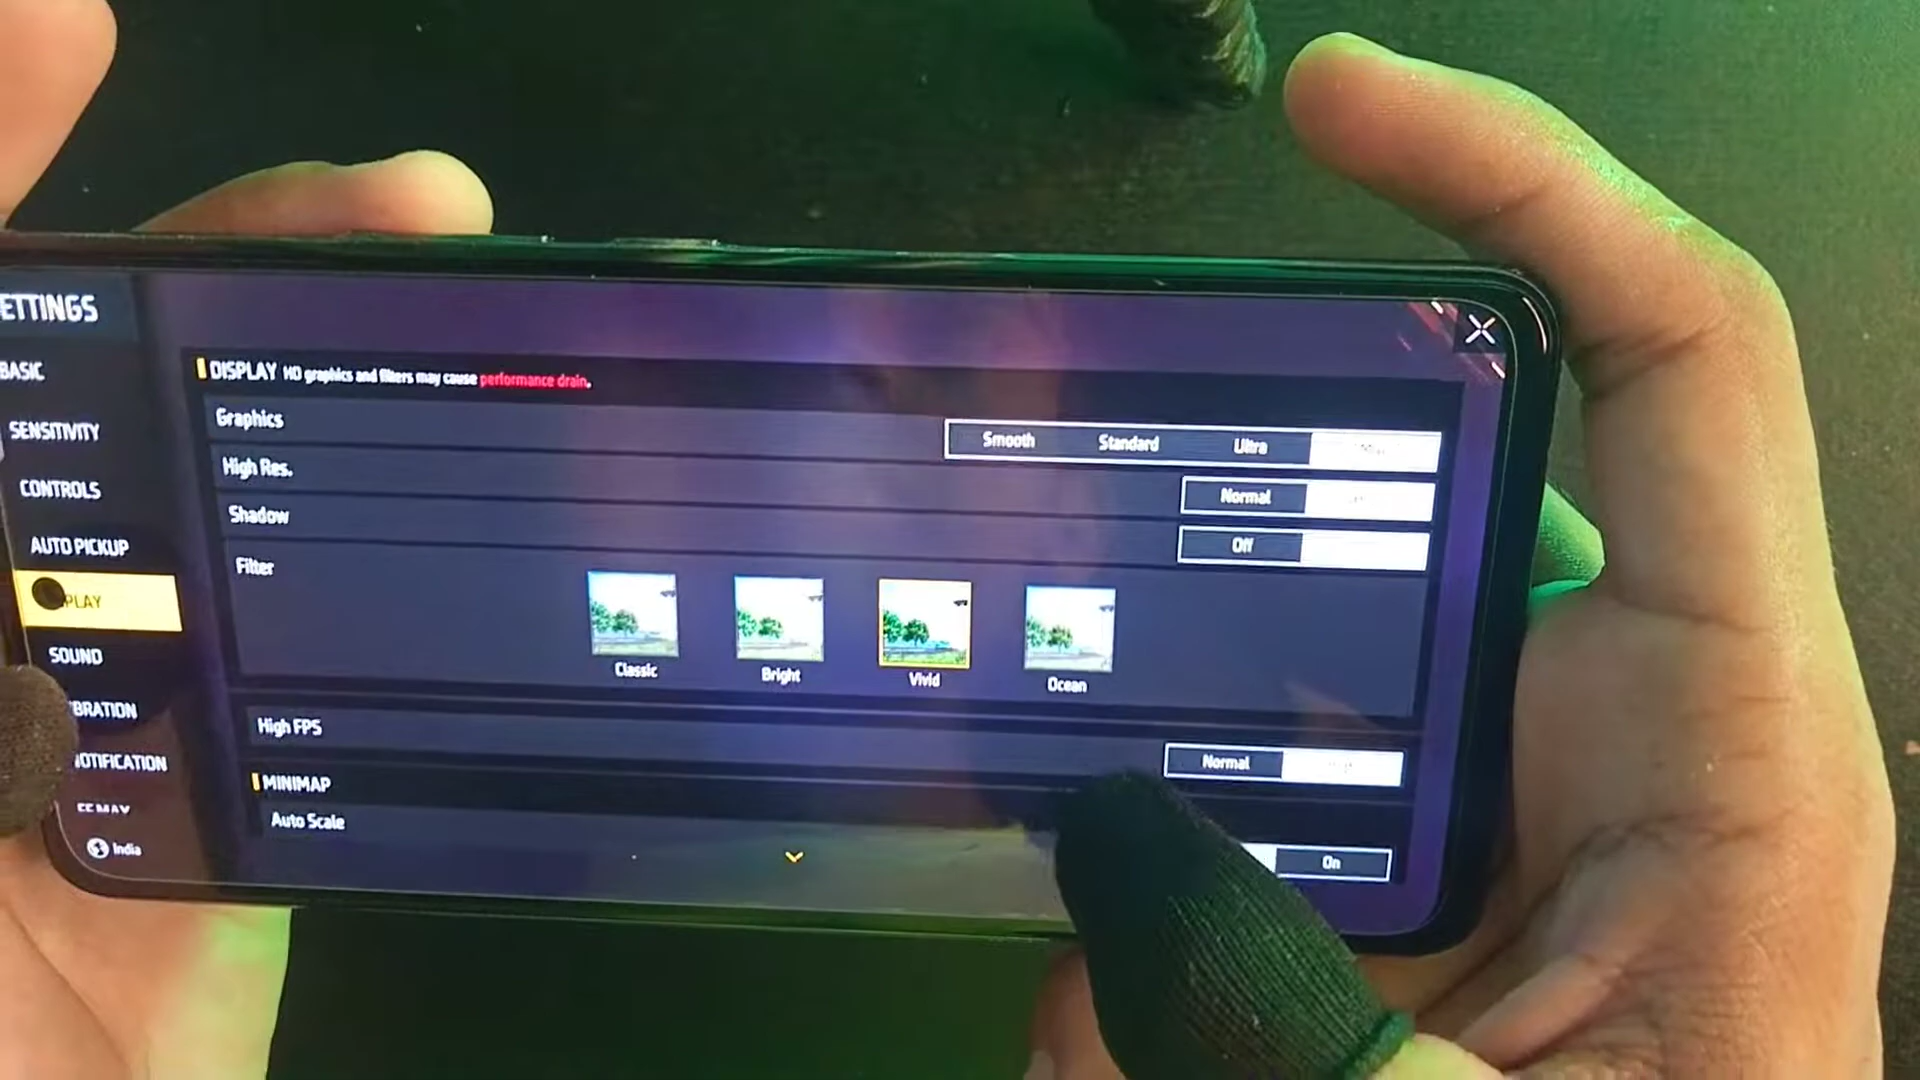 ETTINGS
BASIC
SENSITIVITY
CONTROLS
AUTO PICKUP
PLAY
SOUND
BRATION
NOTIFICATION
FF MAX
India
DISPLAY HD graphics and filters may cause performance drain.
Graphics
Smooth Standard Ultra
High Res.
Normal
Shadow
Off
Filter
Classic Bright Vivid Ocean
High FPS
Normal
MINIMAP
Auto Scale
On